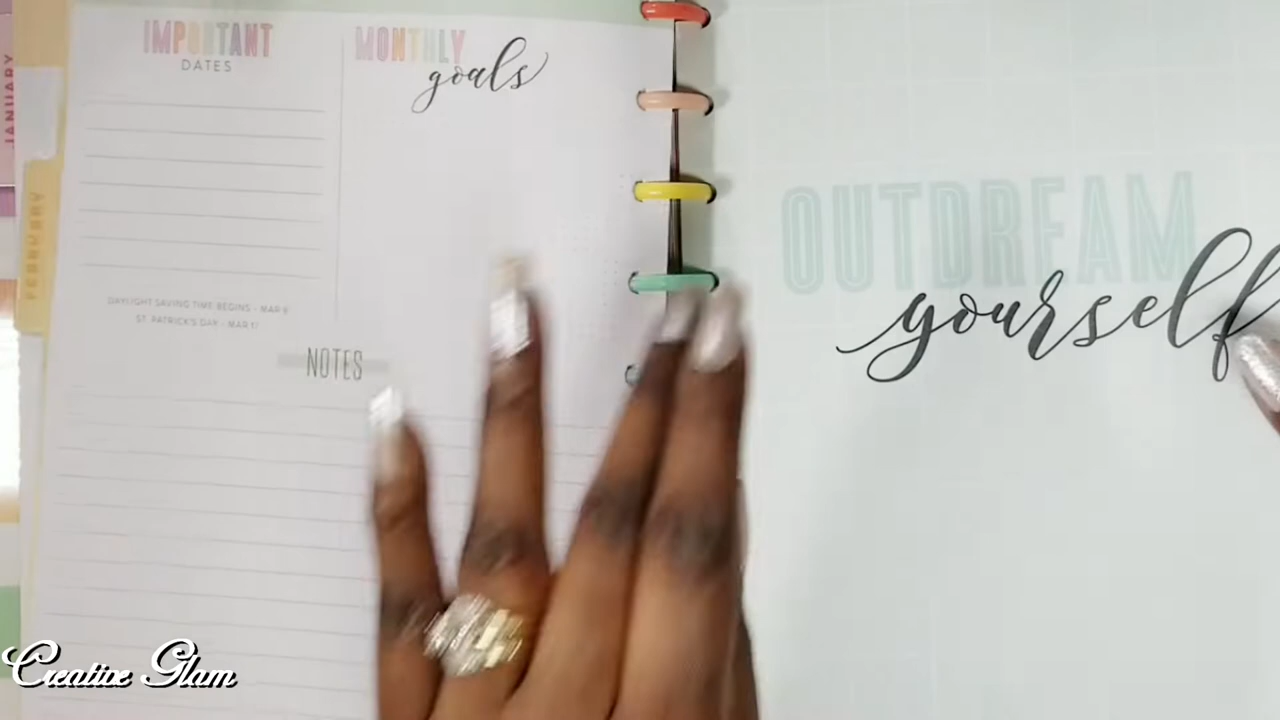 JANUARY
FEBRUARY
IMPORTANT
DATES
MONTHLY
goals
DAYLIGHT SAVING TIME BEGINS - MAR 8
ST. PATRICK'S DAY - MAR 17
NOTES
OUTDREAM
yourself
Creative Glam